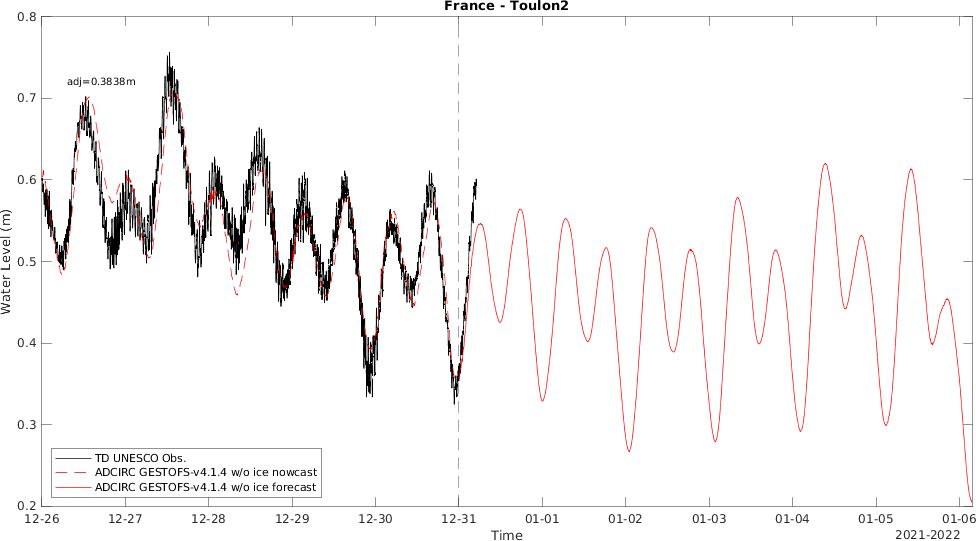 France - Toulon2
0.8
0.7
0.6
0.5
0.4
0.3
0.2
Water Level (m)
adj=0.3838m
TD UNESCO Obs.
ADCIRC GESTOFS-v4.1.4 w/o ice nowcast
ADCIRC GESTOFS-v4.1.4 w/o ice forecast
12-26 12-27 12-28 12-29 12-30 12-31 01-01 01-02 01-03 01-04 01-05 01-06
Time
2021-2022